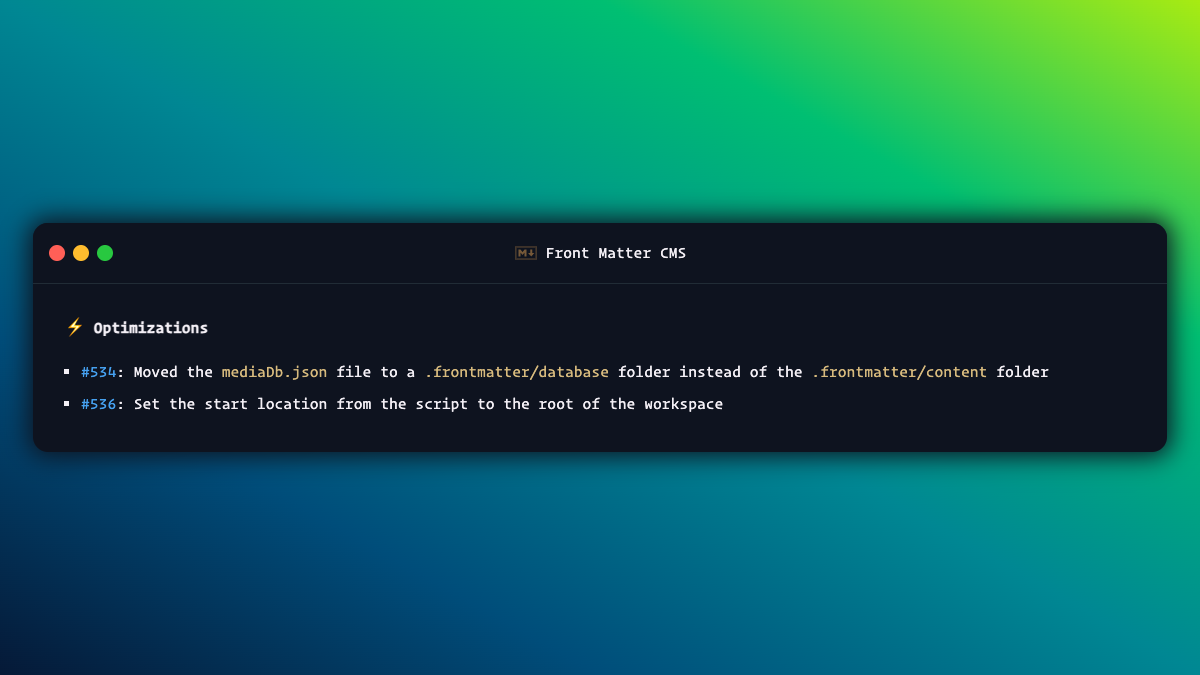 M↓ Front Matter CMS
⚡ Optimizations
▪ #534: Moved the mediaDb.json file to a .frontmatter/database folder instead of the .frontmatter/content folder
▪ #536: Set the start location from the script to the root of the workspace